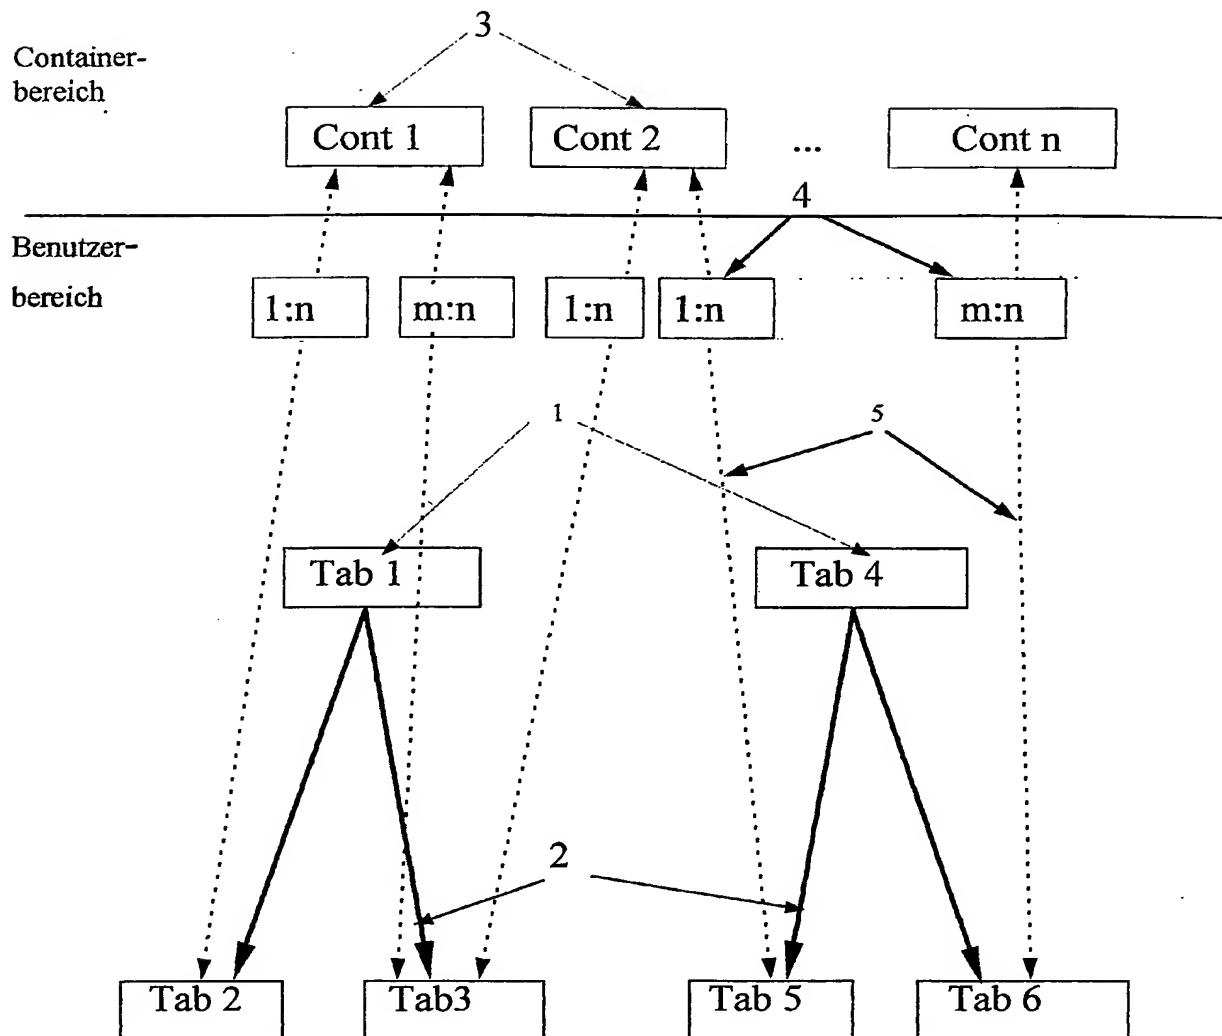 3
Container-
bereich
Cont 1
Cont 2
...
Cont n
4
Benutzer-
bereich
1:n
m:n
1:n
1:n
m:n
1
5
Tab 1
Tab 4
2
Tab 2
Tab3
Tab 5
Tab 6